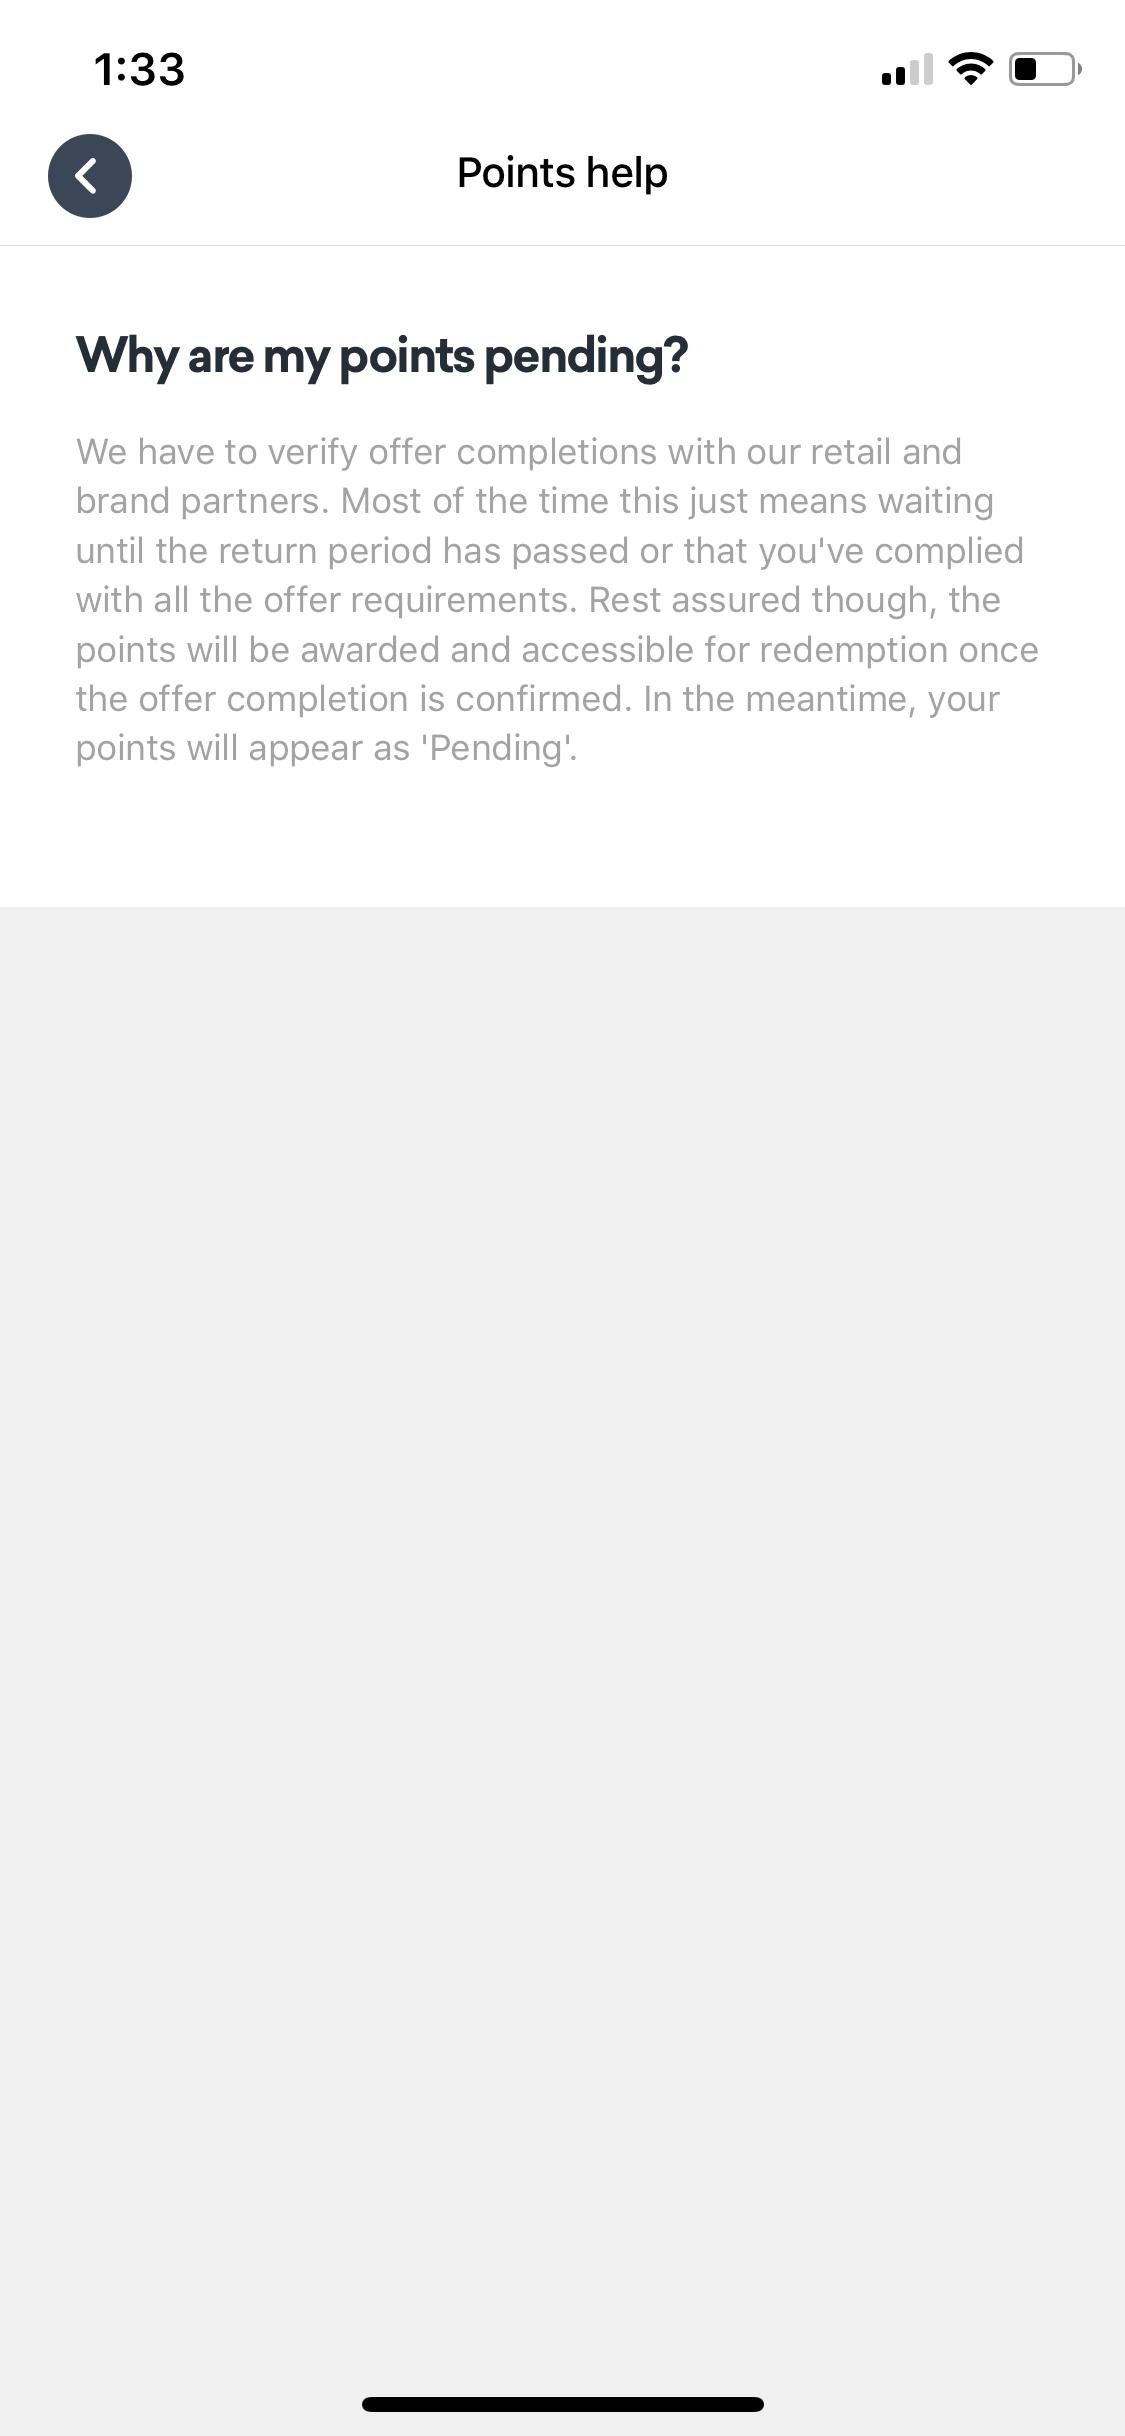 1:33
Points help
Why are my points pending?
We have to verify offer completions with our retail and
brand partners. Most of the time this just means waiting
until the return period has passed or that you've complied
with all the offer requirements. Rest assured though, the
points will be awarded and accessible for redemption once
the offer completion is confirmed. In the meantime, your
points will appear as 'Pending'.